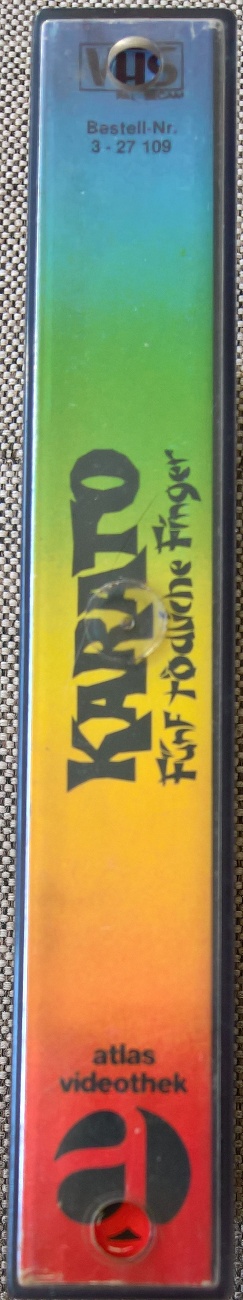 VHS
Bestell-Nr.
3 - 27 109
KARATO
Fünf tödliche Finger
atlas
videothek
a